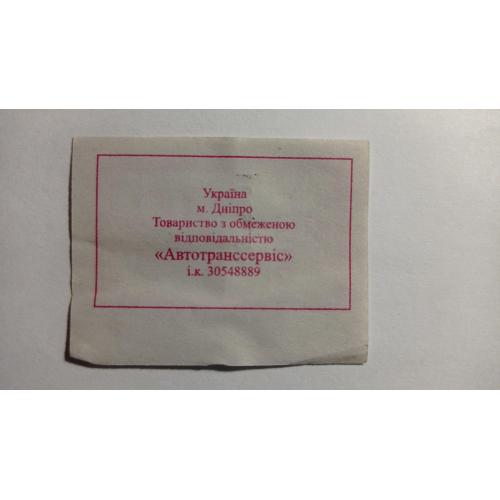 Україна
м. Дніпро
Товариство з обмеженою
відповідальністю
«Автотранссервіс»
і.к. 30548889